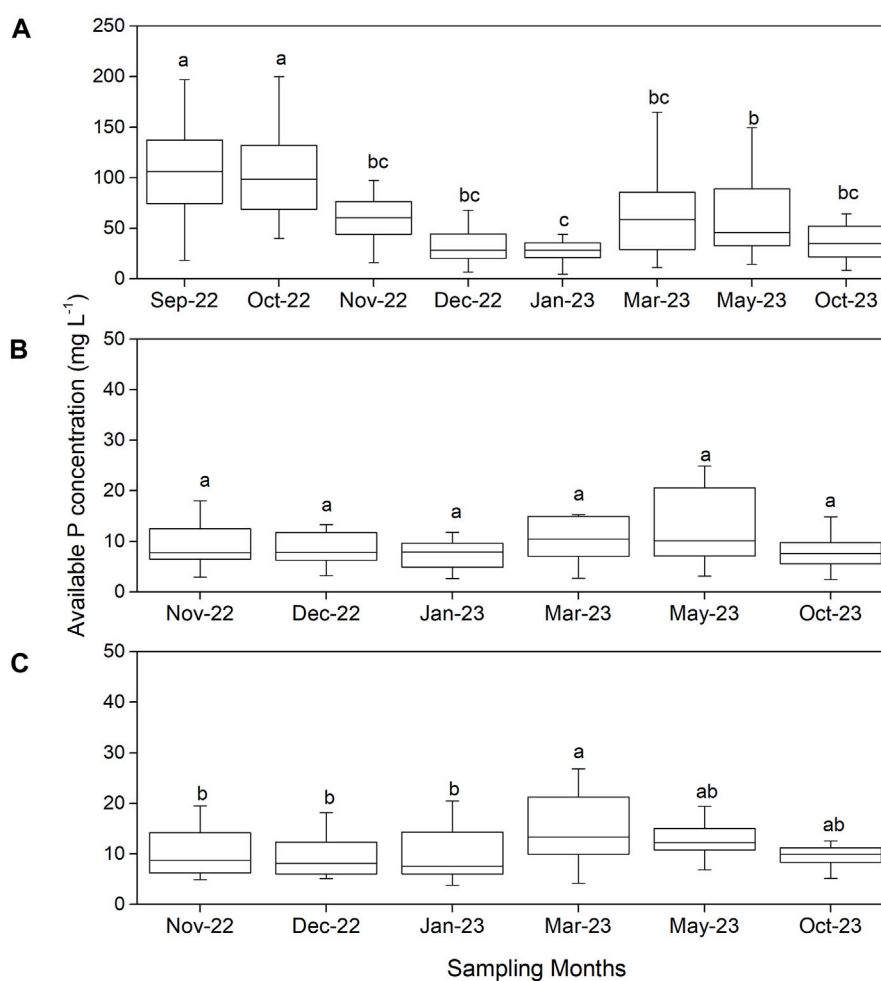 A
250
200
150
100
50
0
a
a
bc
bc
c
bc
b
bc
Sep-22 Oct-22 Nov-22 Dec-22 Jan-23 Mar-23 May-23 Oct-23
Available P concentration (mg L⁻¹)
B
50
40
30
20
10
0
a
a
a
a
a
a
Nov-22 Dec-22 Jan-23 Mar-23 May-23 Oct-23
C
50
40
30
20
10
0
b
b
b
a
ab
ab
Nov-22 Dec-22 Jan-23 Mar-23 May-23 Oct-23
Sampling Months